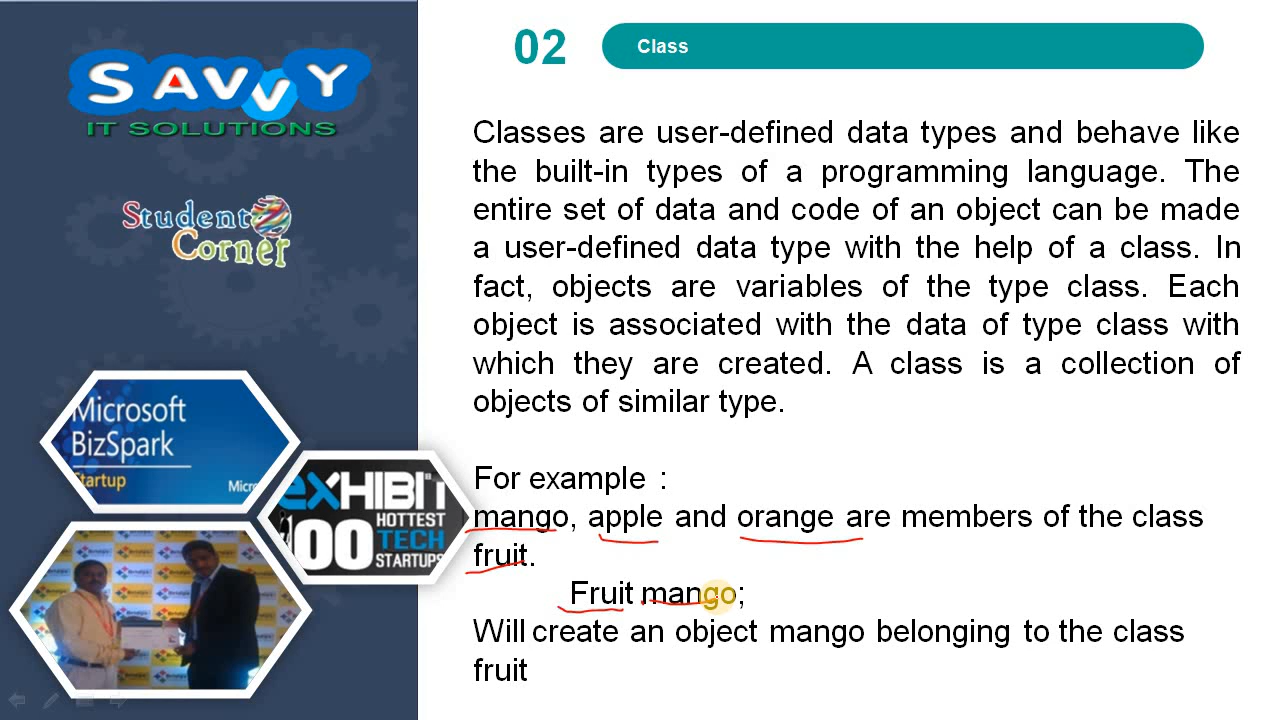 SAVVY
IT SOLUTIONS
Student
Corner
Microsoft
BizSpark
Startup
Micr
eXHIBIT
100
HOTTEST
TECH
STARTUPS
02
Class
Classes are user-defined data types and behave like
the built-in types of a programming language. The
entire set of data and code of an object can be made
a user-defined data type with the help of a class. In
fact, objects are variables of the type class. Each
object is associated with the data of type class with
which they are created. A class is a collection of
objects of similar type.
For example :
mango, apple and orange are members of the class
fruit.
Fruit mango;
Will create an object mango belonging to the class
fruit